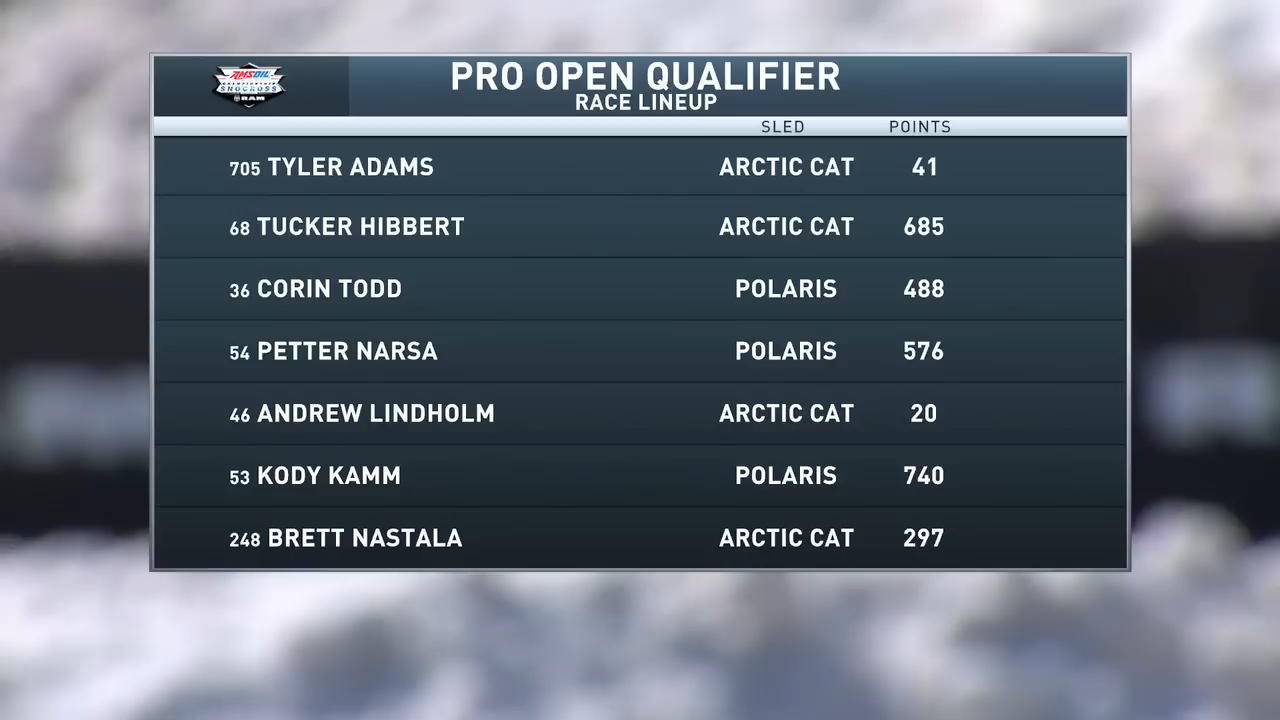 AMSOIL
CHAMPIONSHIP
SNOCROSS
RAM
PRO OPEN QUALIFIER
RACE LINEUP
SLED POINTS
705 TYLER ADAMS ARCTIC CAT 41
68 TUCKER HIBBERT ARCTIC CAT 685
36 CORIN TODD POLARIS 488
54 PETTER NARSA POLARIS 576
46 ANDREW LINDHOLM ARCTIC CAT 20
53 KODY KAMM POLARIS 740
248 BRETT NASTALA ARCTIC CAT 297